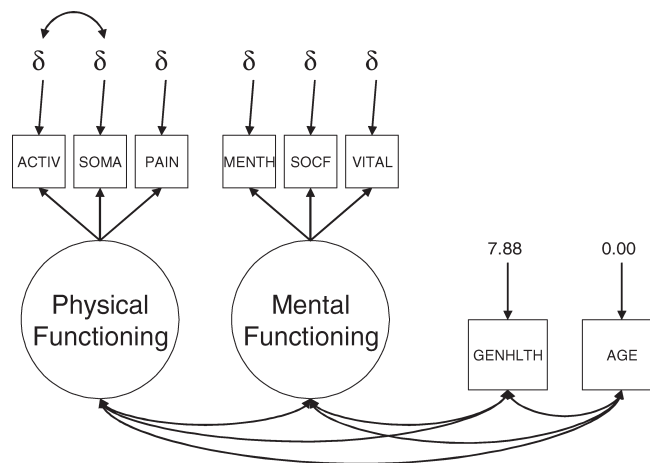 δ δ δ δ δ δ
ACTIV SOMA PAIN MENTH SOCF VITAL
7.88 0.00
Physical Mental
Functioning Functioning
GENHLTH AGE